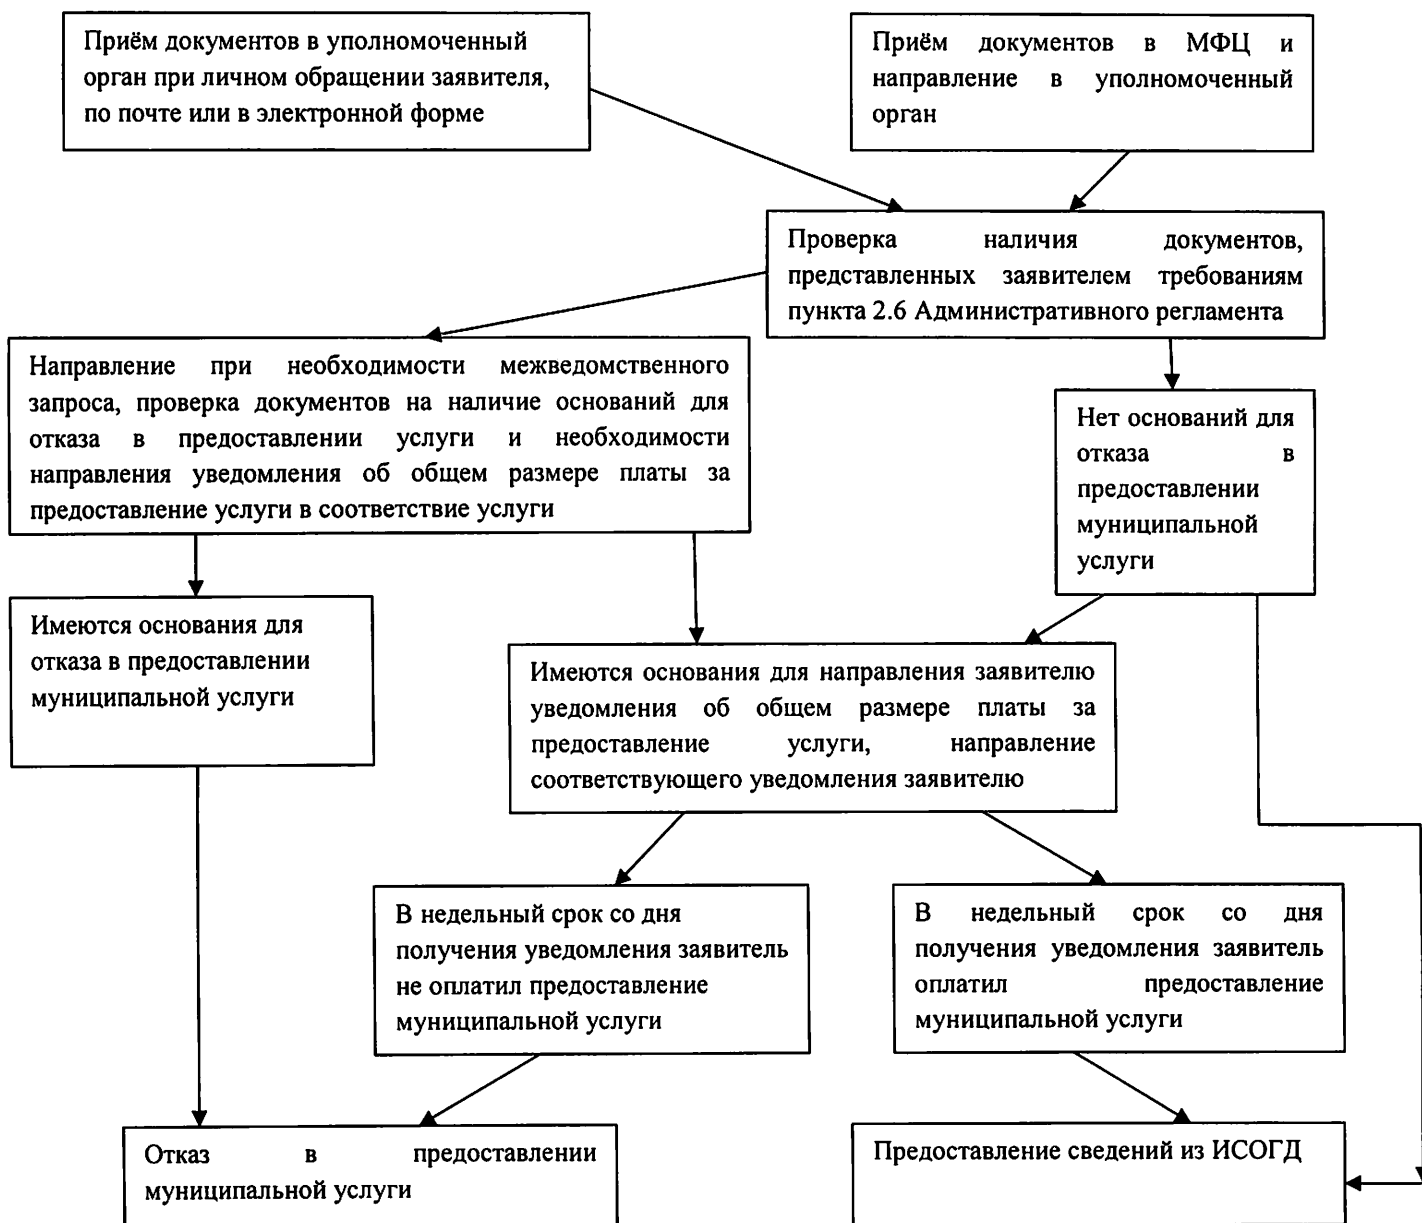 Приём документов в уполномоченный
орган при личном обращении заявителя,
по почте или в электронной форме
Приём документов в МФЦ и
направление в уполномоченный
орган
Проверка наличия документов,
представленных заявителем требованиям
пункта 2.6 Административного регламента
Направление при необходимости межведомственного
запроса, проверка документов на наличие оснований для
отказа в предоставлении услуги и необходимости
направления уведомления об общем размере платы за
предоставление услуги в соответствие услуги
Нет оснований для
отказа в
предоставлении
муниципальной
услуги
Имеются основания для
отказа в предоставлении
муниципальной услуги
Имеются основания для направления заявителю
уведомления об общем размере платы за
предоставление услуги, направление
соответствующего уведомления заявителю
В недельный срок со дня
получения уведомления заявитель
не оплатил предоставление
муниципальной услуги
В недельный срок со дня
получения уведомления заявитель
оплатил предоставление
муниципальной услуги
Отказ в предоставлении
муниципальной услуги
Предоставление сведений из ИСОГД